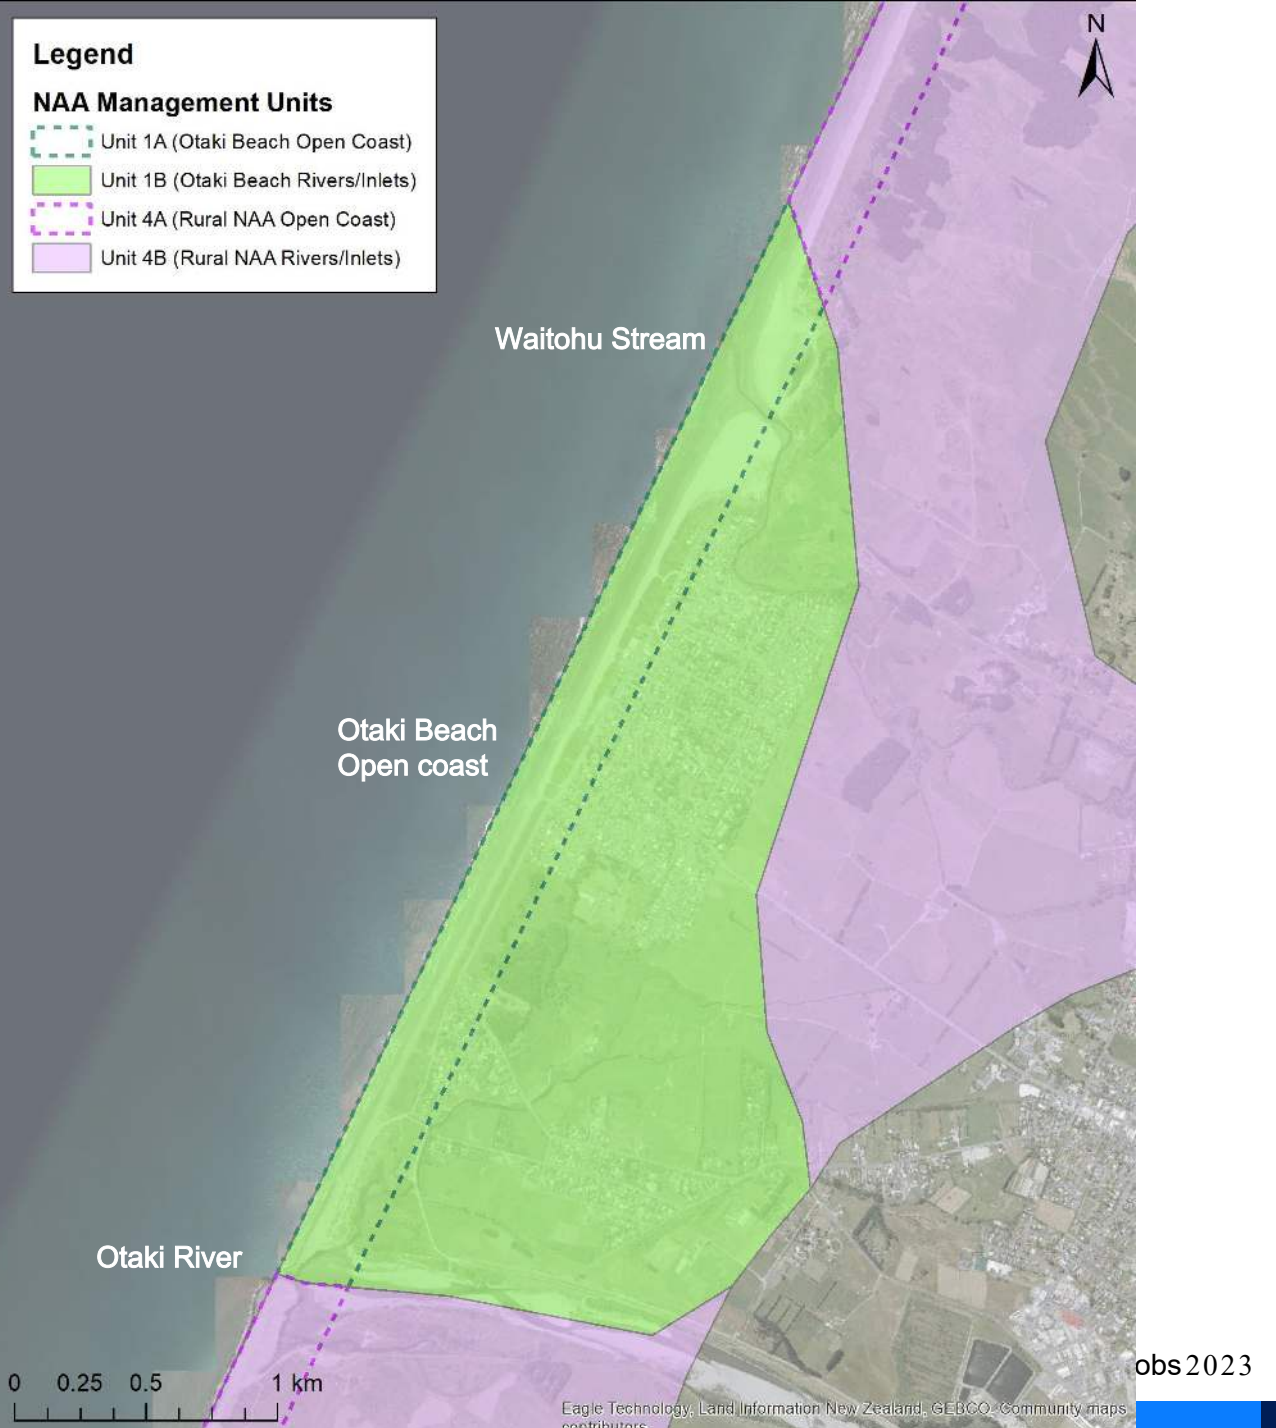 Legend
NAA Management Units
Unit 1A (Otaki Beach Open Coast)
Unit 1B (Otaki Beach Rivers/Inlets)
Unit 4A (Rural NAA Open Coast)
Unit 4B (Rural NAA Rivers/Inlets)
N
Waitohu Stream
Otaki Beach
Open coast
Otaki River
0 0.25 0.5 1 km
obs 2023
Eagle Technology, Land Information New Zealand, GEBCO, Community maps
contributors